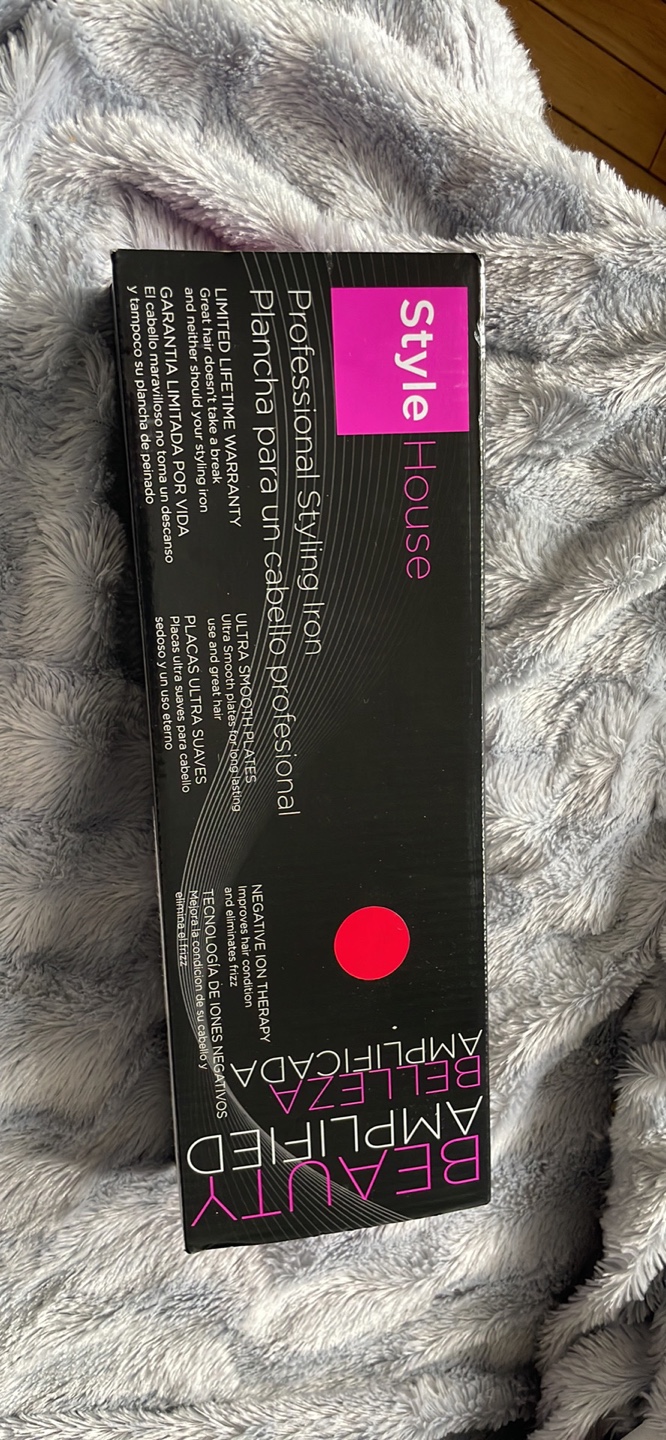 Style House
Professional Styling Iron
Plancha para un cabello profesional
LIMITED LIFETIME WARRANTY
Great hair doesn't take a break
and neither should your styling iron
GARANTIA LIMITADA POR VIDA
El cabello maravilloso no toma un descanso
y tampoco su plancha de peinado
ULTRA SMOOTH PLATES
Ultra Smooth plates for long lasting
use and great hair
PLACAS ULTRA SUAVES
Placas ultra suaves para cabello
sedoso y un uso eterno
NEGATIVE ION THERAPY
Improves hair condition
and eliminates frizz
TECNOLOGÍA DE IONES NEGATIVOS
Mejora la condicion de su cabello y
elimina el frizz
BEAUTY
AMPLIFIED
BELLEZA
AMPLIFICADA